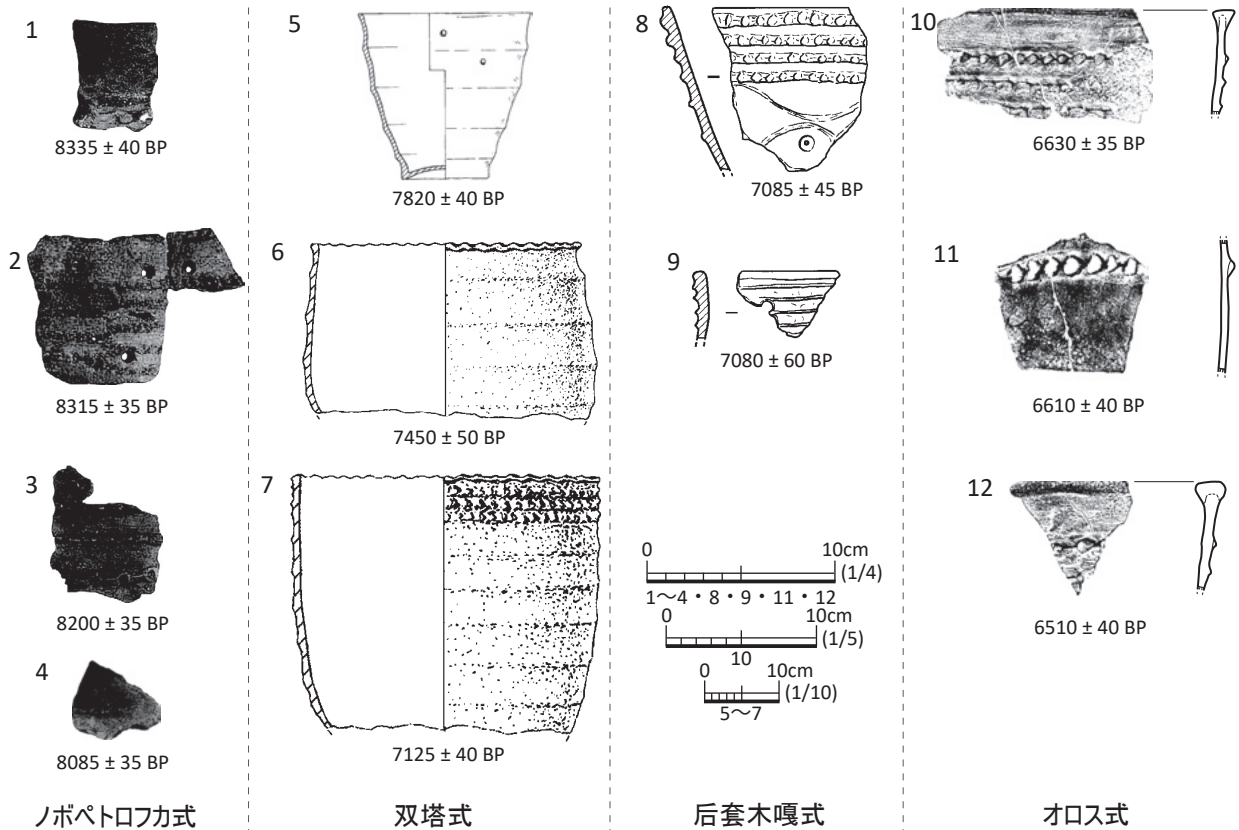 1
8335 ± 40 BP
2
8315 ± 35 BP
3
8200 ± 35 BP
4
8085 ± 35 BP
ノボペトロフカ式
5
7820 ± 40 BP
6
7450 ± 50 BP
7
7125 ± 40 BP
双塔式
8
7085 ± 45 BP
9
7080 ± 60 BP
0 10cm
(1/4)
1～4・8・9・11・12
0 10cm
(1/5)
10
0 10cm
(1/10)
5～7
后套木嘎式
10
6630 ± 35 BP
11
6610 ± 40 BP
12
6510 ± 40 BP
オロス式